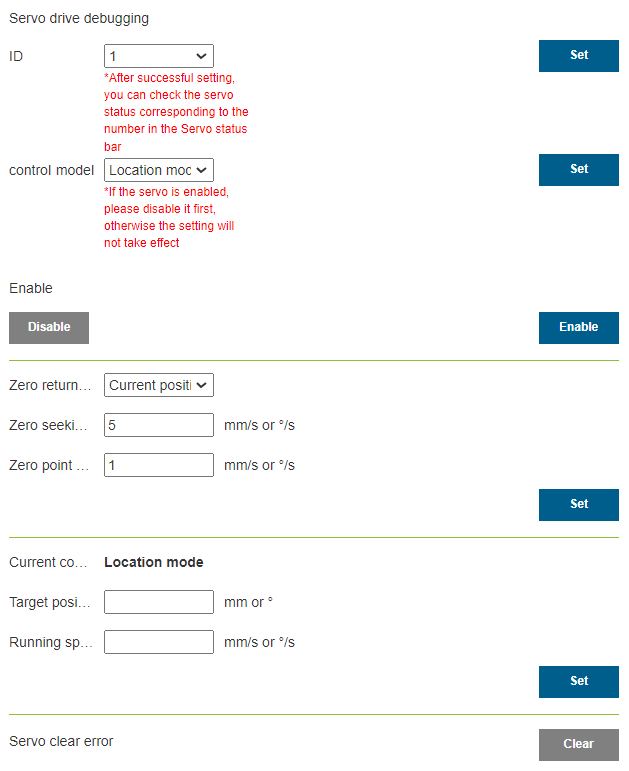 Servo drive debugging
ID 1 Set
*After successful setting,
you can check the servo
status corresponding to the
number in the Servo status
bar
control model Location moc Set
*If the servo is enabled,
please disable it first,
otherwise the setting will
not take effect
Enable
Disable Enable
Zero return... Current positi
Zero seeki... 5 mm/s or °/s
Zero point ... 1 mm/s or °/s
Set
Current co... Location mode
Target posi... mm or °
Running sp... mm/s or °/s
Set
Servo clear error Clear